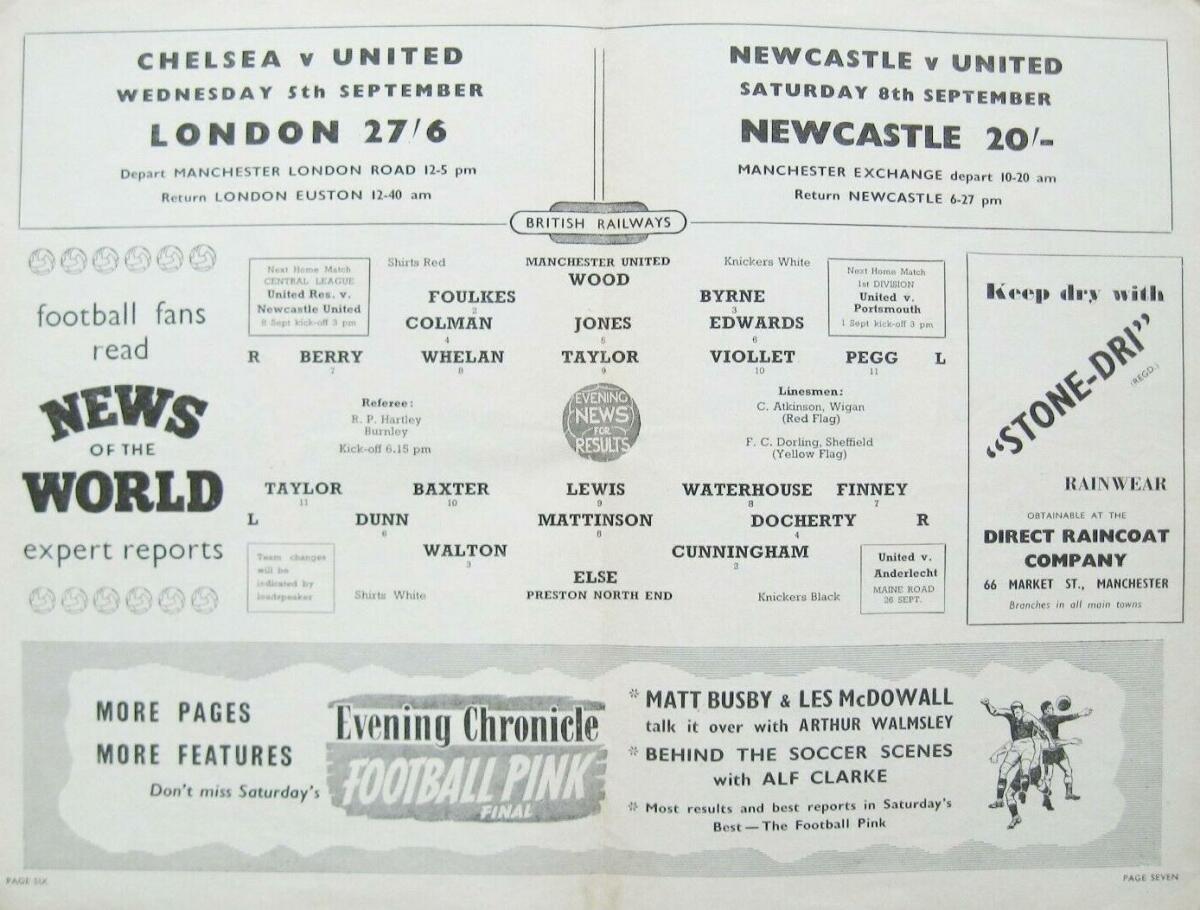 CHELSEA v UNITED
WEDNESDAY 5th SEPTEMBER
LONDON 27/6
Depart MANCHESTER LONDON ROAD 12-5 pm
Return LONDON EUSTON 12-40 am
NEWCASTLE v UNITED
SATURDAY 8th SEPTEMBER
NEWCASTLE 20/-
MANCHESTER EXCHANGE depart 10-20 am
Return NEWCASTLE 6-27 pm
BRITISH RAILWAYS
football fans
read
NEWS
OF THE
WORLD
expert reports
Next Home Match
CENTRAL LEAGUE
United Res. v.
Newcastle United
8 Sept kick-off 3 pm
Shirts Red
MANCHESTER UNITED
Knickers White
WOOD
Next Home Match
1st DIVISION
United v.
Portsmouth
1 Sept kick-off 3 pm
FOULKES BYRNE
2 3
COLMAN JONES EDWARDS
4 5 6
R BERRY WHELAN TAYLOR VIOLLET PEGG L
7 8 9 10 11
Referee:
R. P. Hartley
Burnley
Kick-off 6.15 pm
EVENING
NEWS
FOR
RESULTS
Linesmen:
C. Atkinson, Wigan
(Red Flag)
F. C. Dorling, Sheffield
(Yellow Flag)
TAYLOR BAXTER LEWIS WATERHOUSE FINNEY
11 10 9 8 7
L DUNN MATTINSON DOCHERTY R
6 4
WALTON CUNNINGHAM
3 2
ELSE
Team changes
will be
indicated by
loudspeaker
Shirts White
PRESTON NORTH END
Knickers Black
United v.
Anderlecht
MAINE ROAD
26 SEPT.
Keep dry with
"STONE-DRI"
(REGD.)
RAINWEAR
OBTAINABLE AT THE
DIRECT RAINCOAT
COMPANY
66 MARKET ST., MANCHESTER
Branches in all main towns
MORE PAGES
MORE FEATURES
Don't miss Saturday's
Evening Chronicle
FOOTBALL PINK
FINAL
* MATT BUSBY & LES McDOWALL
talk it over with ARTHUR WALMSLEY
* BEHIND THE SOCCER SCENES
with ALF CLARKE
* Most results and best reports in Saturday's
Best — The Football Pink
PAGE SIX
PAGE SEVEN